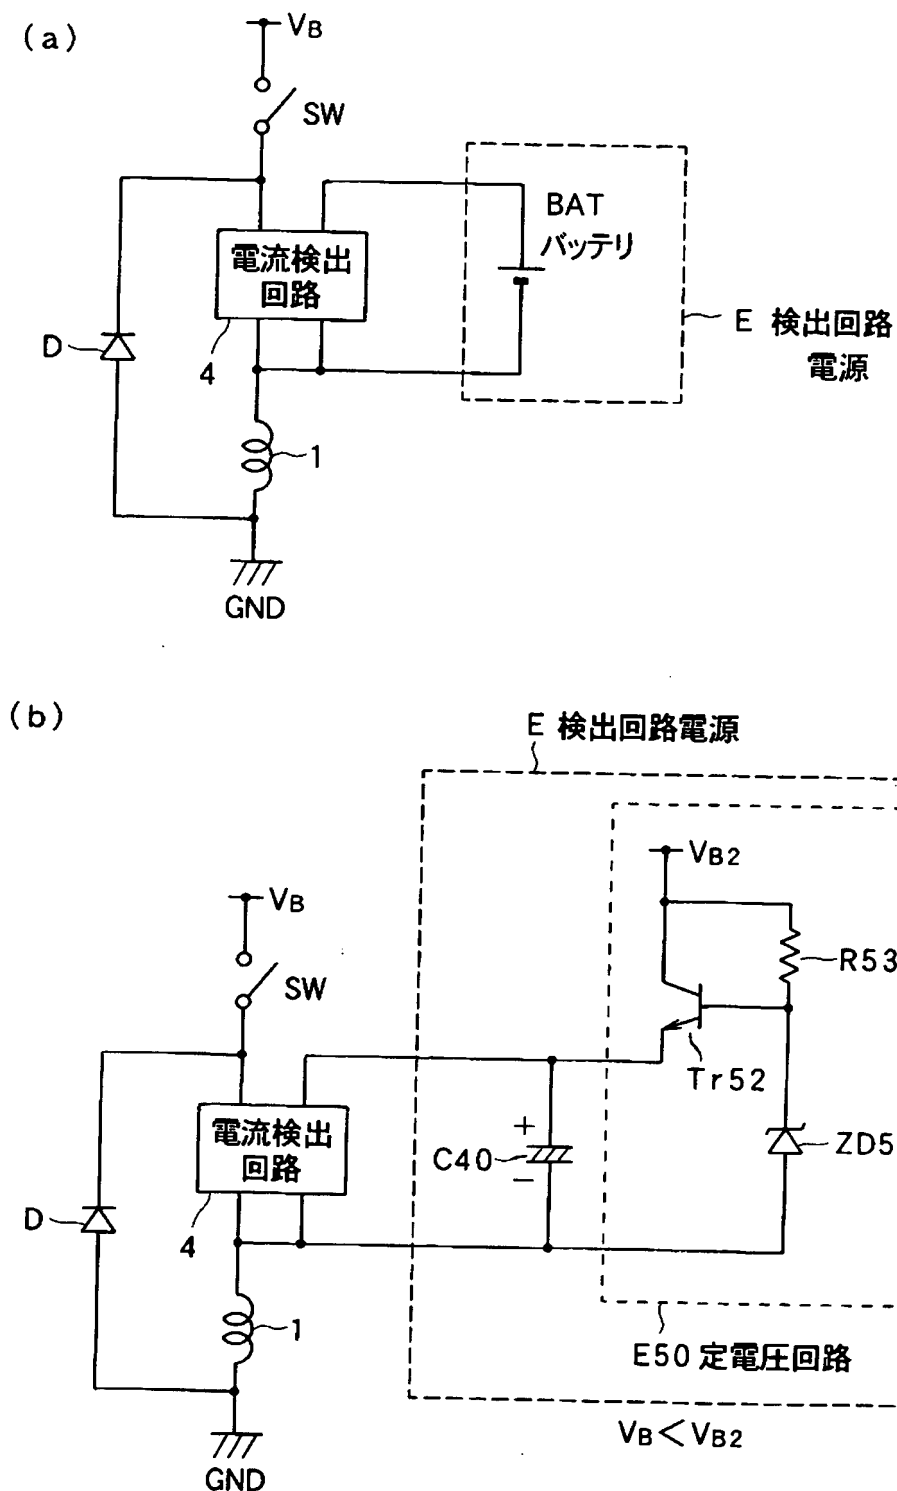 (a)
VB
SW
BAT
バッテリ
電流検出
回路
D
4
E 検出回路
電源
1
GND
(b)
E 検出回路電源
VB2
VB
R53
SW
Tr52
電流検出
回路
+
C40
−
ZD5
D
4
1
E50 定電圧回路
VB<VB2
GND